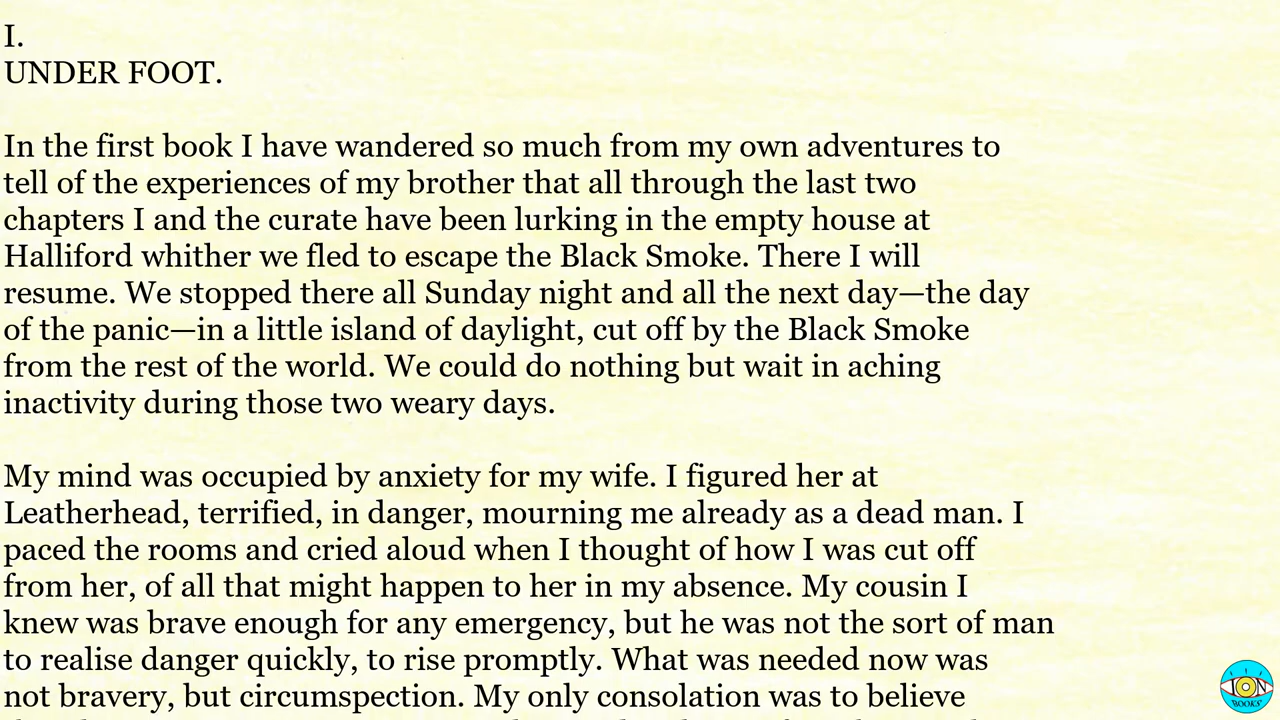 I.
UNDER FOOT.
In the first book I have wandered so much from my own adventures to
tell of the experiences of my brother that all through the last two
chapters I and the curate have been lurking in the empty house at
Halliford whither we fled to escape the Black Smoke. There I will
resume. We stopped there all Sunday night and all the next day—the day
of the panic—in a little island of daylight, cut off by the Black Smoke
from the rest of the world. We could do nothing but wait in aching
inactivity during those two weary days.
My mind was occupied by anxiety for my wife. I figured her at
Leatherhead, terrified, in danger, mourning me already as a dead man. I
paced the rooms and cried aloud when I thought of how I was cut off
from her, of all that might happen to her in my absence. My cousin I
knew was brave enough for any emergency, but he was not the sort of man
to realise danger quickly, to rise promptly. What was needed now was
not bravery, but circumspection. My only consolation was to believe
ION
BOOKS